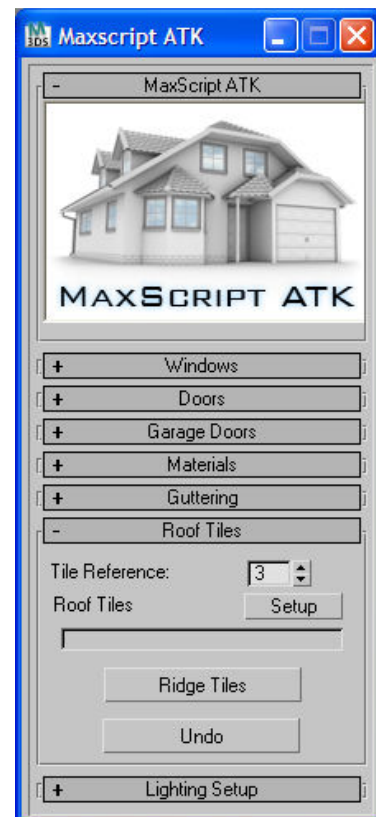 M
3DS
Maxscript ATK
- MaxScript ATK
MAXSCRIPT ATK
+ Windows
+ Doors
+ Garage Doors
+ Materials
+ Guttering
- Roof Tiles
Tile Reference: 3
Roof Tiles Setup
Ridge Tiles
Undo
+ Lighting Setup